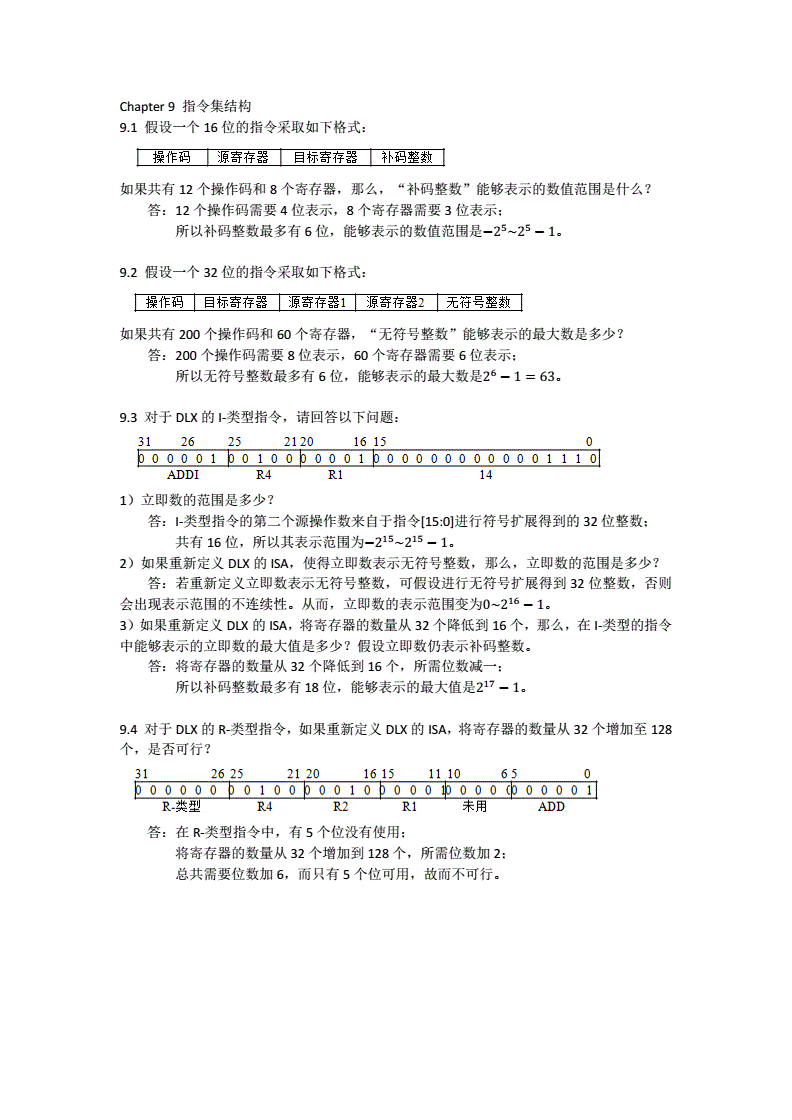 Chapter 9 指令集结构
9.1 假设一个 16 位的指令采取如下格式：
操作码 源寄存器 目标寄存器 补码整数
如果共有 12 个操作码和 8 个寄存器，那么，“补码整数”能够表示的数值范围是什么？
答：12 个操作码需要 4 位表示，8 个寄存器需要 3 位表示；
所以补码整数最多有 6 位，能够表示的数值范围是−2⁵~2⁵ − 1。
9.2 假设一个 32 位的指令采取如下格式：
操作码 目标寄存器 源寄存器1 源寄存器2 无符号整数
如果共有 200 个操作码和 60 个寄存器，“无符号整数”能够表示的最大数是多少？
答：200 个操作码需要 8 位表示，60 个寄存器需要 6 位表示；
所以无符号整数最多有 6 位，能够表示的最大数是2⁶ − 1 = 63。
9.3 对于 DLX 的 I-类型指令，请回答以下问题：
31 26 25 21 20 16 15 0
0 0 0 0 0 1 0 0 1 0 0 0 0 0 0 1 0 0 0 0 0 0 0 0 0 0 0 0 1 1 1 0
ADDI R4 R1 14
1）立即数的范围是多少？
答：I-类型指令的第二个源操作数来自于指令[15:0]进行符号扩展得到的 32 位整数；
共有 16 位，所以其表示范围为−2¹⁵~2¹⁵ − 1。
2）如果重新定义 DLX 的 ISA，使得立即数表示无符号整数，那么，立即数的范围是多少？
答：若重新定义立即数表示无符号整数，可假设进行无符号扩展得到 32 位整数，否则
会出现表示范围的不连续性。从而，立即数的表示范围变为0~2¹⁶ − 1。
3）如果重新定义 DLX 的 ISA，将寄存器的数量从 32 个降低到 16 个，那么，在 I-类型的指令
中能够表示的立即数的最大值是多少？假设立即数仍表示补码整数。
答：将寄存器的数量从 32 个降低到 16 个，所需位数减一；
所以补码整数最多有 18 位，能够表示的最大值是2¹⁷ − 1。
9.4 对于 DLX 的 R-类型指令，如果重新定义 DLX 的 ISA，将寄存器的数量从 32 个增加至 128
个，是否可行？
31 26 25 21 20 16 15 11 10 6 5 0
0 0 0 0 0 0 0 0 1 0 0 0 0 0 1 0 0 0 0 0 1 0 0 0 0 0 0 0 0 0 0 1
R-类型 R4 R2 R1 未用 ADD
答：在 R-类型指令中，有 5 个位没有使用；
将寄存器的数量从 32 个增加到 128 个，所需位数加 2；
总共需要位数加 6，而只有 5 个位可用，故而不可行。